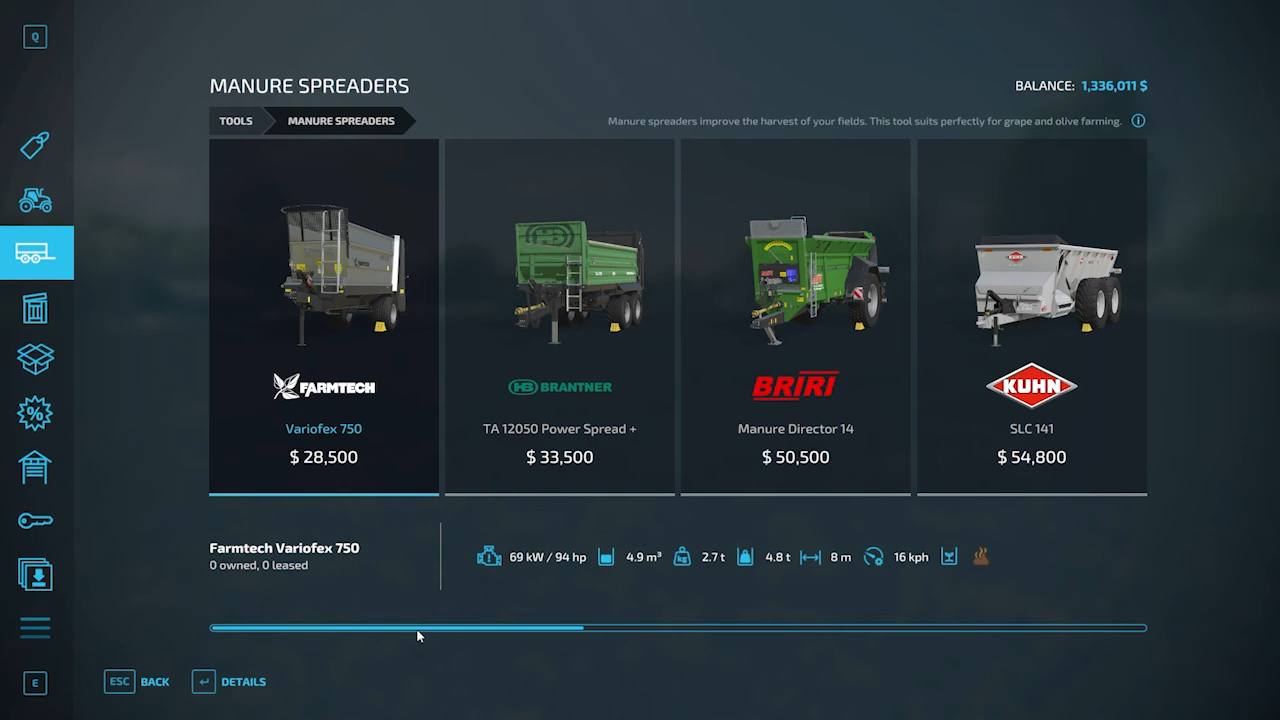 Q
MANURE SPREADERS
BALANCE: 1,336,011 $
TOOLS
MANURE SPREADERS
Manure spreaders improve the harvest of your fields. This tool suits perfectly for grape and olive farming.
FARMTECH
HB BRANTNER
BRIRI
KUHN
Variofex 750
TA 12050 Power Spread +
Manure Director 14
SLC 141
$ 28,500
$ 33,500
$ 50,500
$ 54,800
Farmtech Variofex 750
0 owned, 0 leased
69 kW / 94 hp
4.9 m³
2.7 t
4.8 t
8 m
16 kph
E
ESC BACK
DETAILS